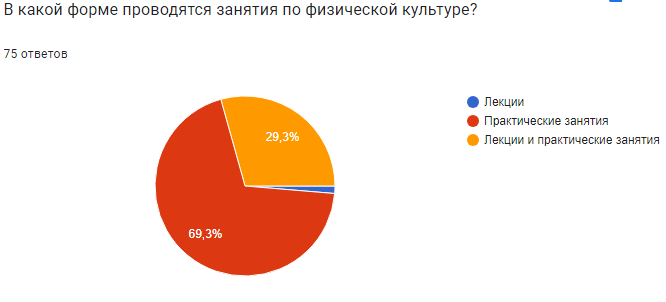 В какой форме проводятся занятия по физической культуре?
75 ответов
Лекции
Практические занятия
Лекции и практические занятия
29,3%
69,3%